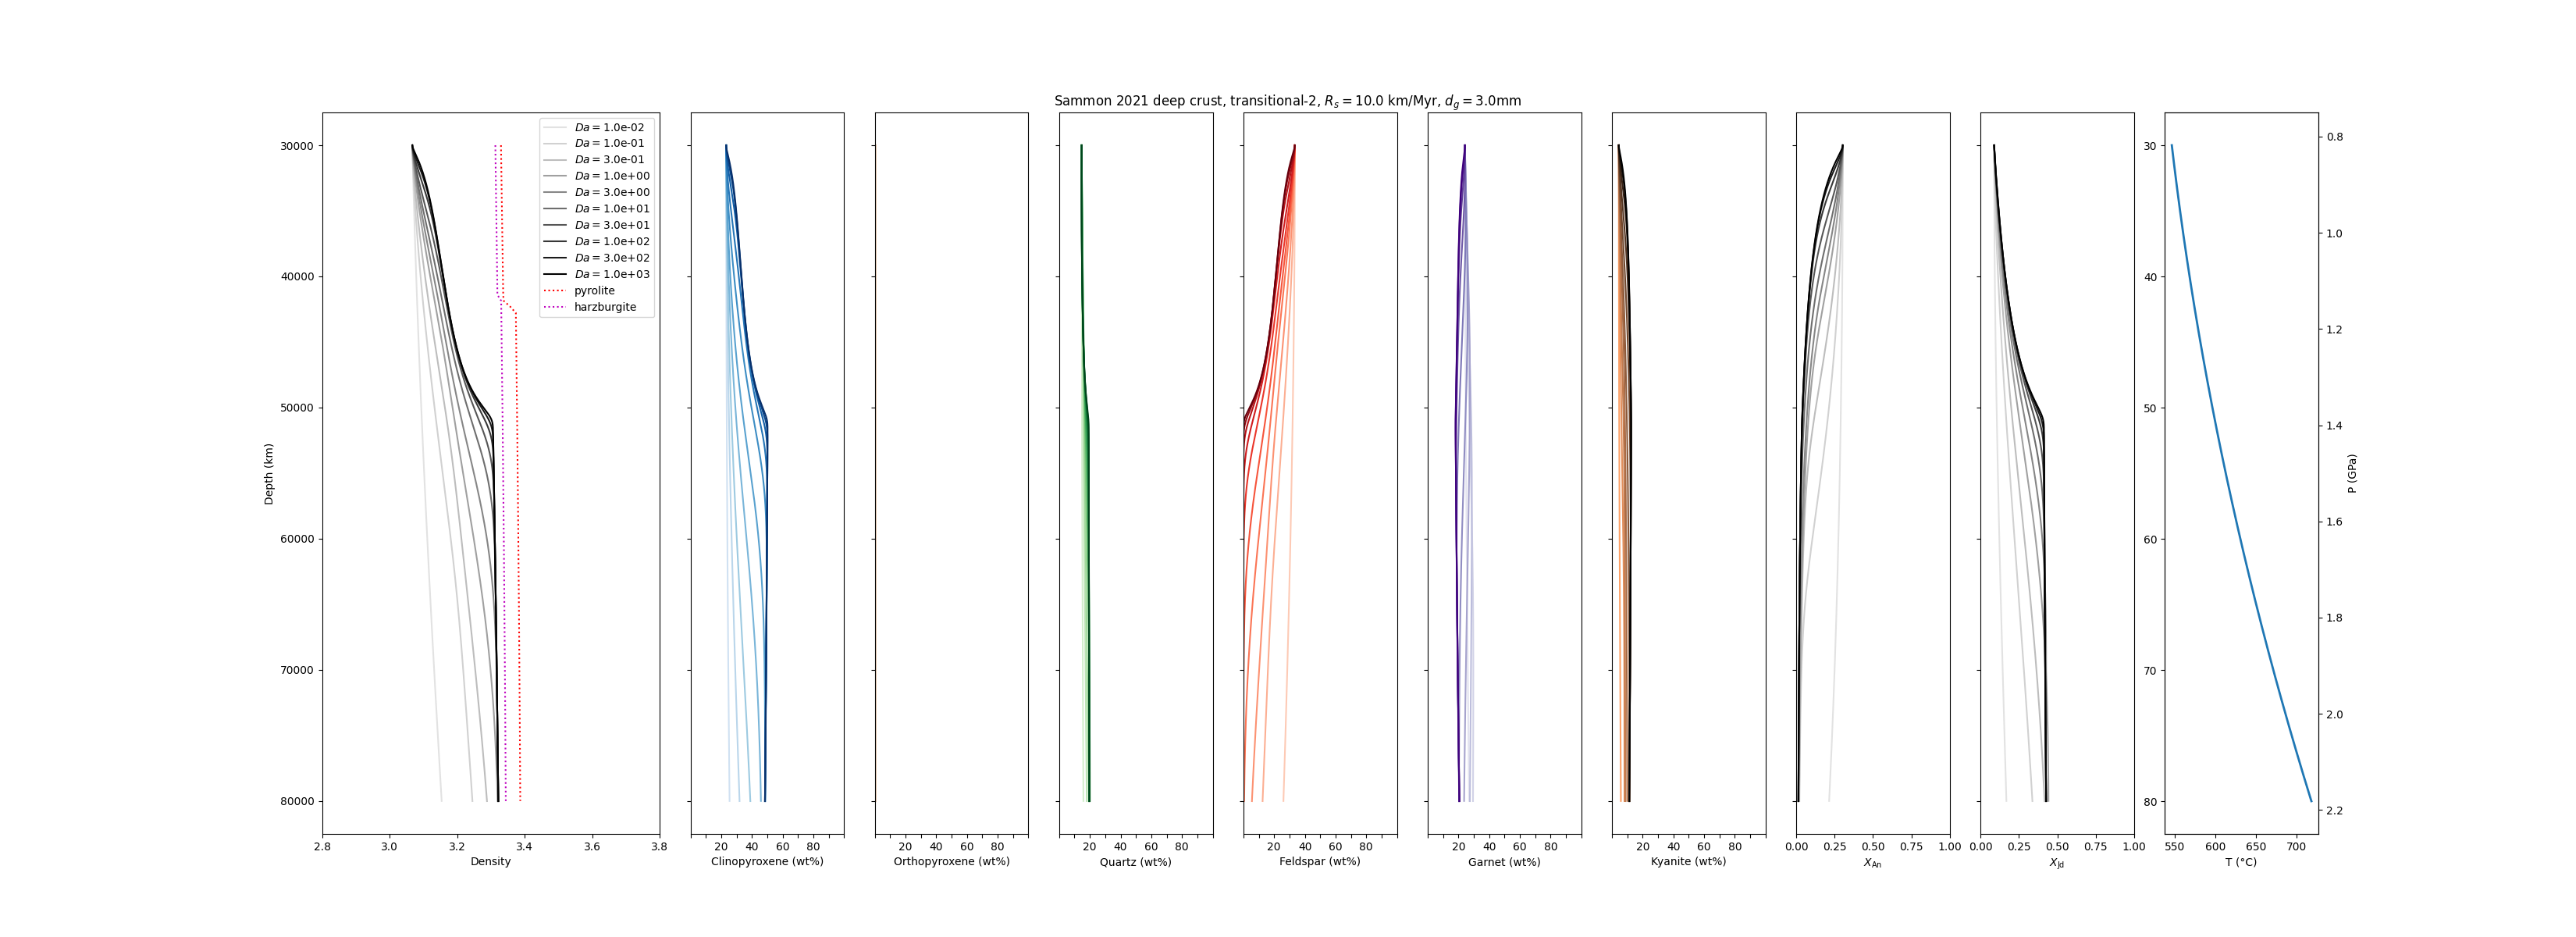 Sammon 2021 deep crust, transitional-2, Rs = 10.0 km/Myr, dg = 3.0mm
Da = 1.0e-02
Da = 1.0e-01
Da = 3.0e-01
Da = 1.0e+00
Da = 3.0e+00
Da = 1.0e+01
Da = 3.0e+01
Da = 1.0e+02
Da = 3.0e+02
Da = 1.0e+03
pyrolite
harzburgite
Depth (km)
30000
40000
50000
60000
70000
80000
2.8 3.0 3.2 3.4 3.6 3.8
Density
20 40 60 80
Clinopyroxene (wt%)
20 40 60 80
Orthopyroxene (wt%)
20 40 60 80
Quartz (wt%)
20 40 60 80
Feldspar (wt%)
20 40 60 80
Garnet (wt%)
20 40 60 80
Kyanite (wt%)
0.00 0.25 0.50 0.75 1.00
XAn
0.00 0.25 0.50 0.75 1.00
XJd
30
40
50
60
70
80
550 600 650 700
T (°C)
0.8
1.0
1.2
1.4
1.6
1.8
2.0
2.2
P (GPa)